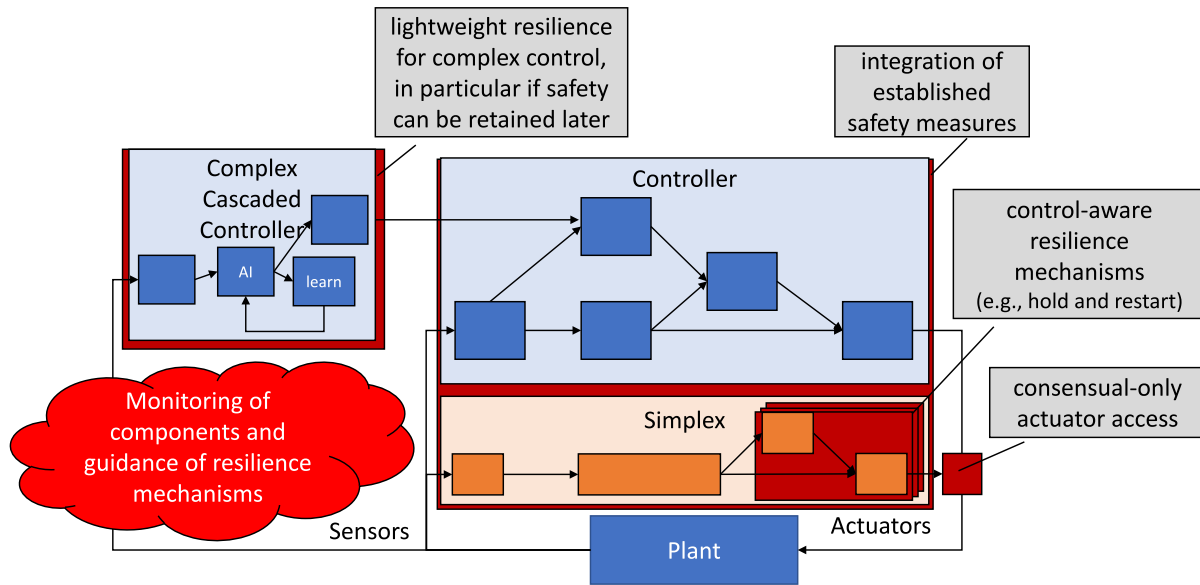 lightweight resilience
for complex control,
in particular if safety
can be retained later
integration of
established
safety measures
Complex
Cascaded
Controller
AI
learn
Controller
control-aware
resilience
mechanisms
(e.g., hold and restart)
Monitoring of
components and
guidance of resilience
mechanisms
Simplex
consensual-only
actuator access
Sensors
Actuators
Plant